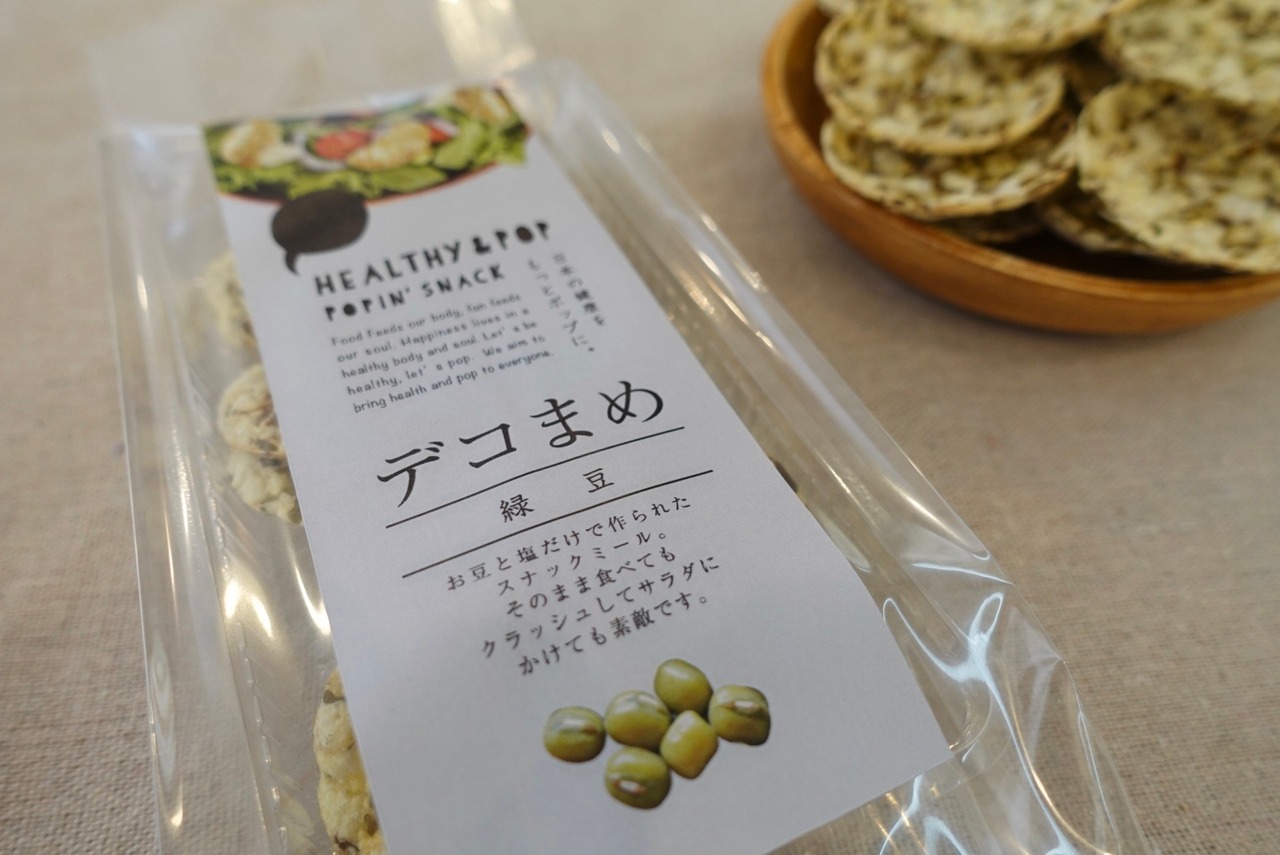 HEALTHY & POP
POPIN' SNACK
日本の健康を
もっとポップに。
Food Feeds our body, fun feeds
our soul. Happiness lives in a
healthy body and soul. Let's be
healthy, let's pop. We aim to
bring health and pop to everyone.
デコまめ
緑豆
お豆と塩だけで作られた
スナックミール。
そのまま食べても
クラッシュしてサラダに
かけても素敵です。